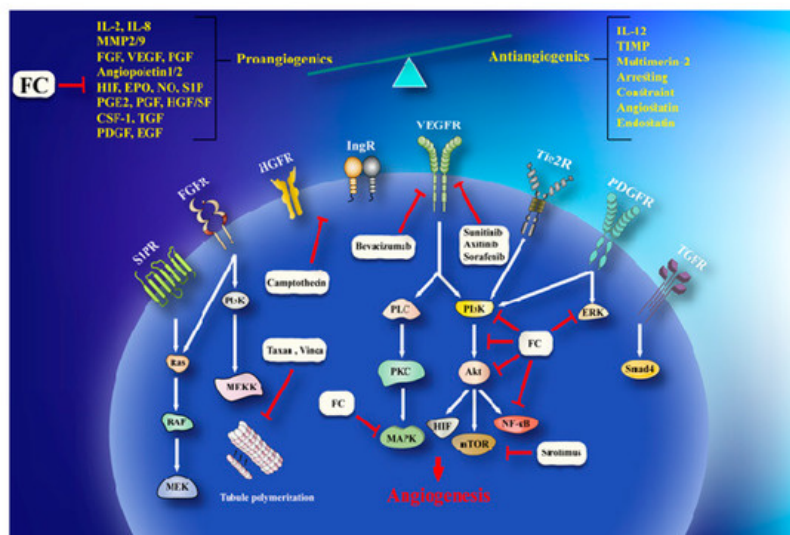 IL-2, IL-8
MMP2/9
FGF, VEGF, FGF
Angiopoietin1/2
HIF, EPO, NO, S1P
PGE2, PGF, HGF/SF
CSF-1, TGF
PDGF, EGF
FC
Proangiogenics
Antiangiogenics
IL-12
TIMP
Multimerin-2
Arresting
Constraint
Angiostatin
Endostatin
VEGFR
IngR
Tie2R
HGFR
PDGFR
FGFR
S1PR
TGFR
Bevacizumab
Sunitinib
Axitinib
Sorafenib
Camptothecin
PI3K
PLC
PI3K
ERK
FC
Taxan , Vinca
Ras
MEKK
PKC
Akt
Smad4
FC
RAF
MAPK
HIF
mTOR
NF-κB
Sirolimus
MEK
Tubule polymerization
Angiogenesis